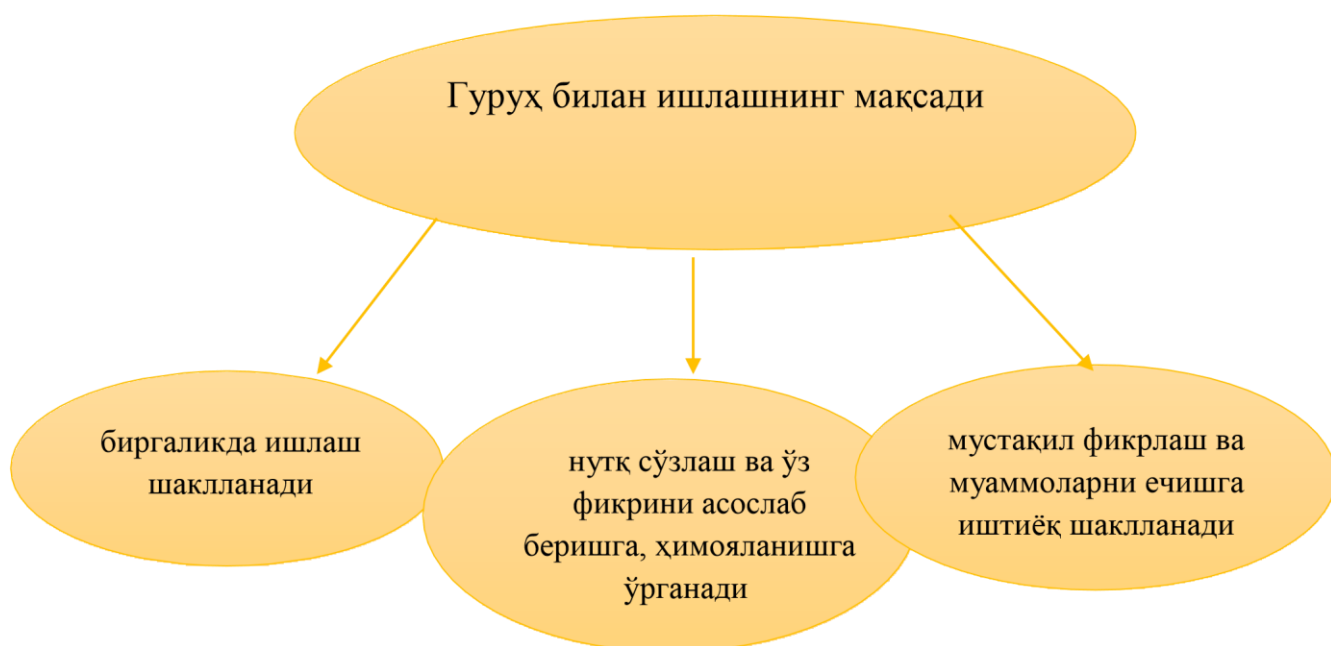 Гуруҳ билан ишлашнинг мақсади
биргаликда ишлаш
шаклланади
нутқ сўзлаш ва ўз
фикрини асослаб
беришга, ҳимояланишга
ўрганади
мустақил фикрлаш ва
муаммоларни ечишга
иштиёқ шаклланади